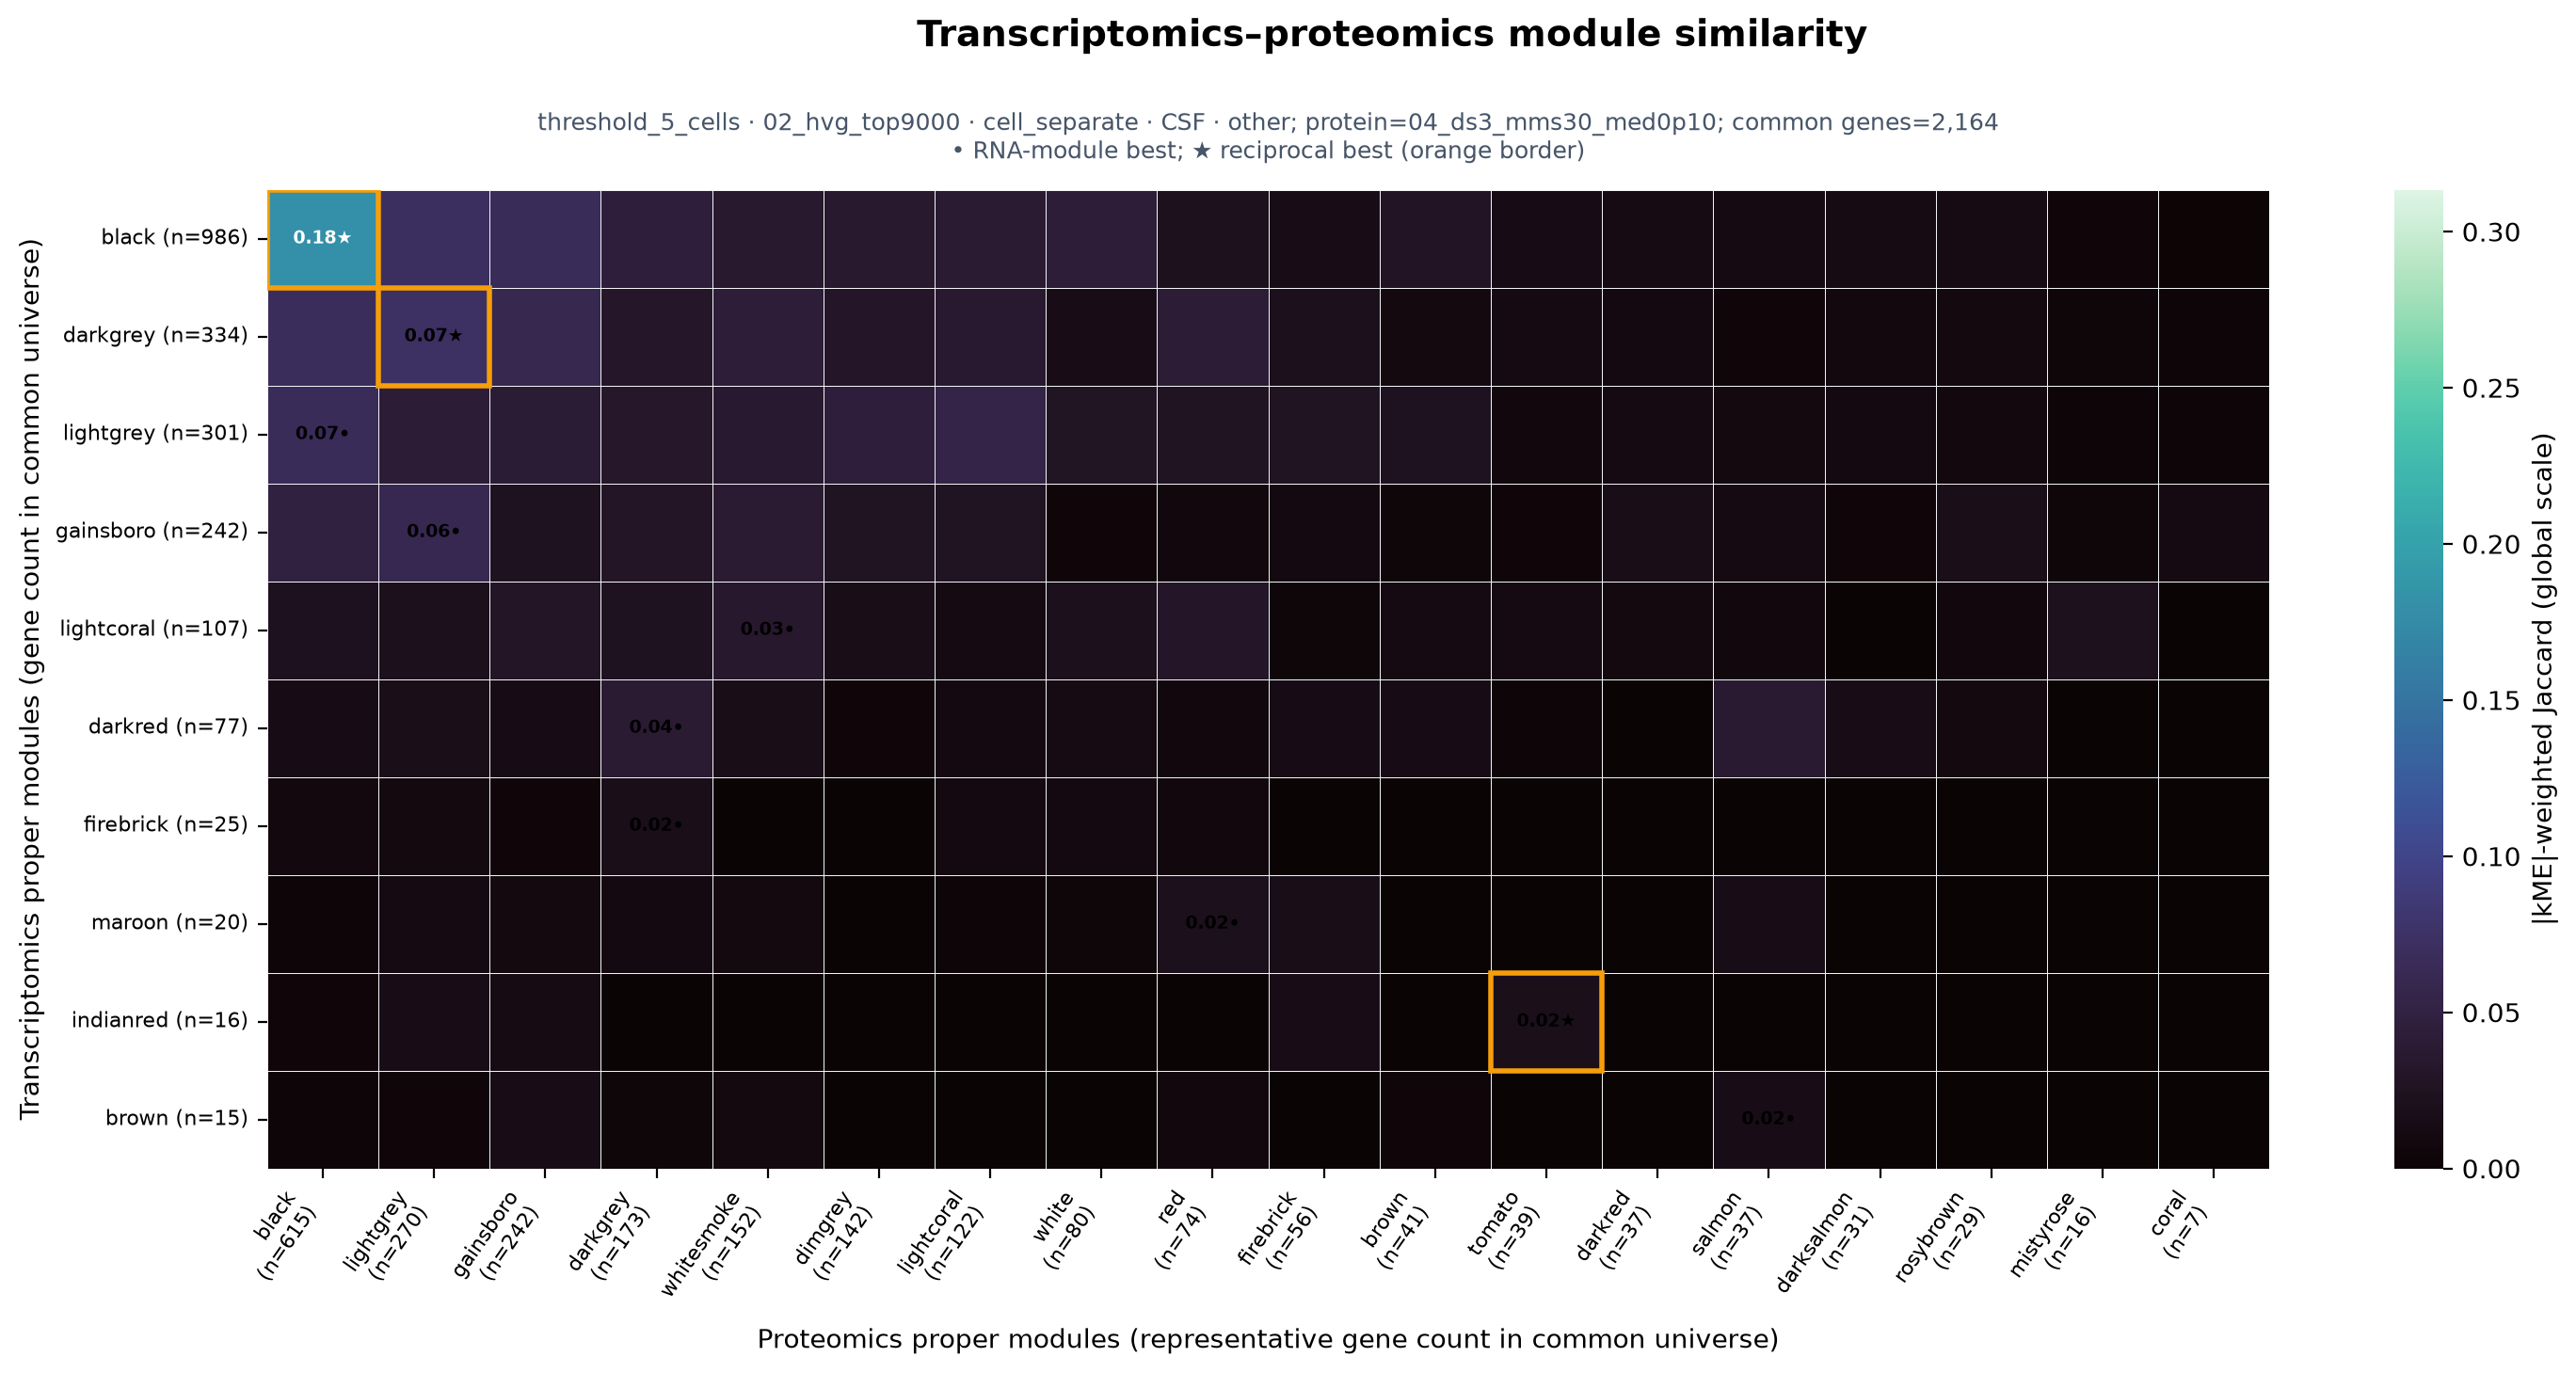 Transcriptomics–proteomics module similarity
threshold_5_cells · 02_hvg_top9000 · cell_separate · CSF · other; protein=04_ds3_mms30_med0p10; common genes=2,164
• RNA-module best; ★ reciprocal best (orange border)
Transcriptomics proper modules (gene count in common universe)
black (n=986)
darkgrey (n=334)
lightgrey (n=301)
gainsboro (n=242)
lightcoral (n=107)
darkred (n=77)
firebrick (n=25)
maroon (n=20)
indianred (n=16)
brown (n=15)
0.18★
0.07★
0.07•
0.06•
0.03•
0.04•
0.02•
0.02•
0.02★
0.02•
black
(n=615)
lightgrey
(n=270)
gainsboro
(n=242)
darkgrey
(n=173)
whitesmoke
(n=152)
dimgrey
(n=142)
lightcoral
(n=122)
white
(n=80)
red
(n=74)
firebrick
(n=56)
brown
(n=41)
tomato
(n=39)
darkred
(n=37)
salmon
(n=37)
darksalmon
(n=31)
rosybrown
(n=29)
mistyrose
(n=16)
coral
(n=7)
Proteomics proper modules (representative gene count in common universe)
0.30
0.25
0.20
0.15
0.10
0.05
0.00
|kME|-weighted Jaccard (global scale)